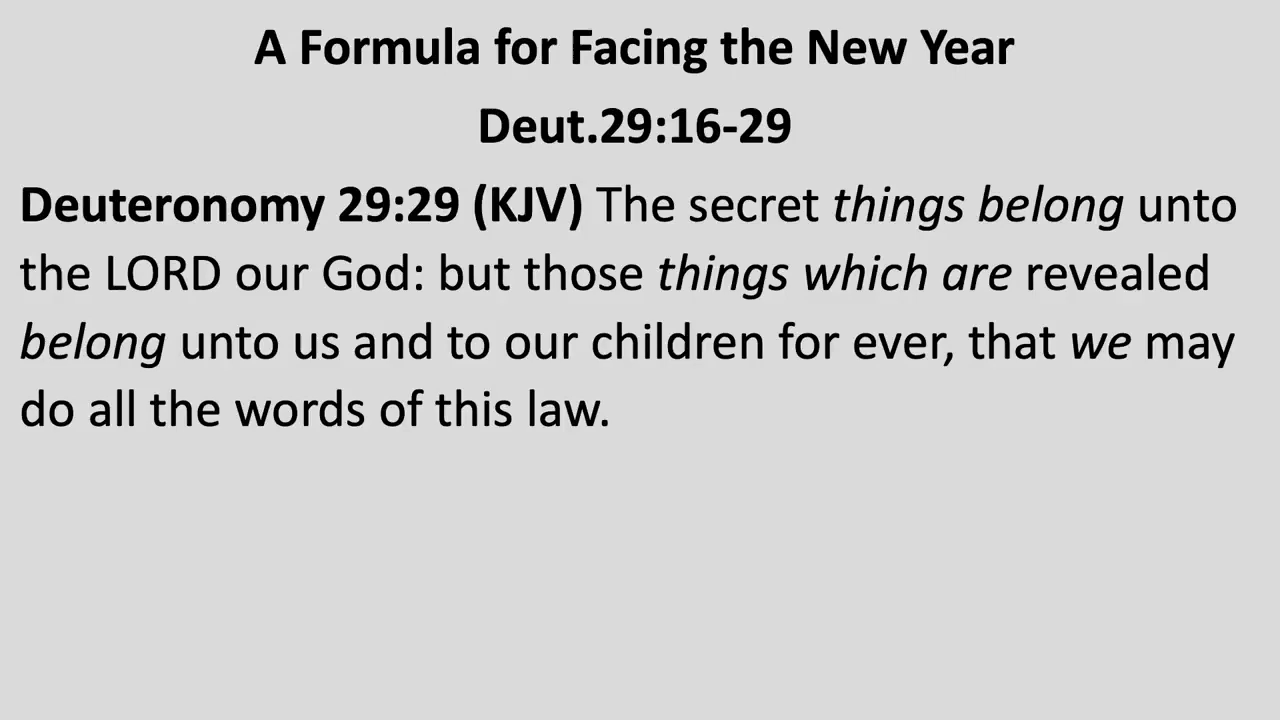 A Formula for Facing the New Year
Deut.29:16-29
Deuteronomy 29:29 (KJV) The secret things belong unto
the LORD our God: but those things which are revealed
belong unto us and to our children for ever, that we may
do all the words of this law.